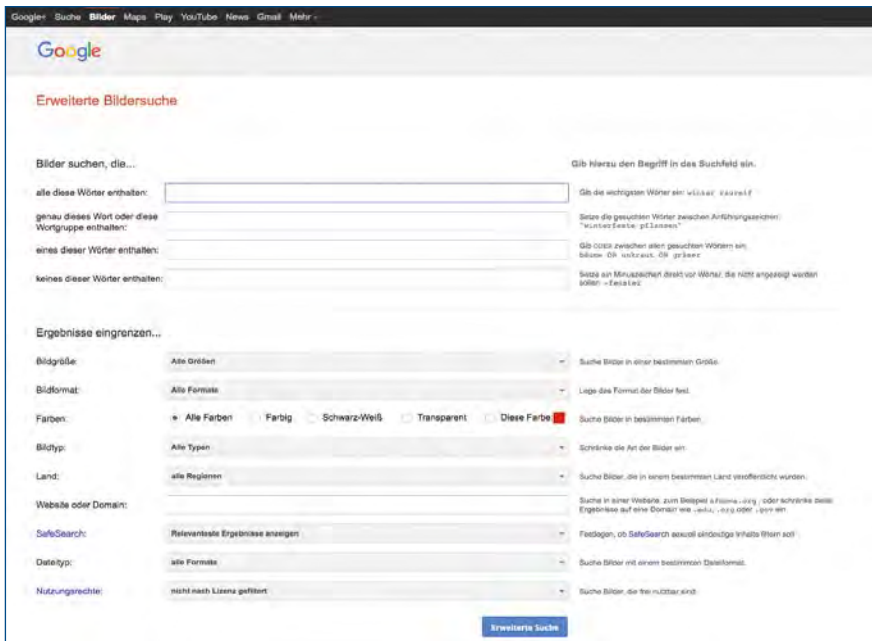 Google+ Suche Bilder Maps Play YouTube News Gmail Mehr
Google
Erweiterte Bildersuche
Bilder suchen, die...
Gib hierzu den Begriff in das Suchfeld ein.
alle diese Wörter enthalten:
Gib die wichtigsten Wörter ein: winter raureif
genau dieses Wort oder diese
Wortgruppe enthalten:
Setze die gesuchten Wörter zwischen Anführungszeichen:
"winterfeste pflanzen"
eines dieser Wörter enthalten:
Gib ODER zwischen allen gesuchten Wörtern ein:
bäume OR unkraut OR gräser
keines dieser Wörter enthalten:
Setze ein Minuszeichen direkt vor Wörter, die nicht angezeigt werden
sollen: -fenster
Ergebnisse eingrenzen...
Bildgröße:
Alle Größen
Suche Bilder in einer bestimmten Größe.
Bildformat:
Alle Formate
Lege das Format der Bilder fest.
Farben:
Alle Farben Farbig Schwarz-Weiß Transparent Diese Farbe:
Suche Bilder in bestimmten Farben.
Bildtyp:
Alle Typen
Schränke die Art der Bilder ein.
Land:
alle Regionen
Suche Bilder, die in einem bestimmten Land veröffentlicht wurden.
Website oder Domain:
Suche in einer Website, zum Beispiel oder schränke deine
Ergebnisse auf eine Domain wie .edu, .org oder .gov ein
SafeSearch:
Relevanteste Ergebnisse anzeigen
Festlegen, ob SafeSearch sexuell eindeutige Inhalte filtern soll
Dateityp:
alle Formate
Suche Bilder mit einem bestimmten Dateiformat.
Nutzungsrechte:
nicht nach Lizenz gefiltert
Suche Bilder, die frei nutzbar sind.
Erweiterte Suche